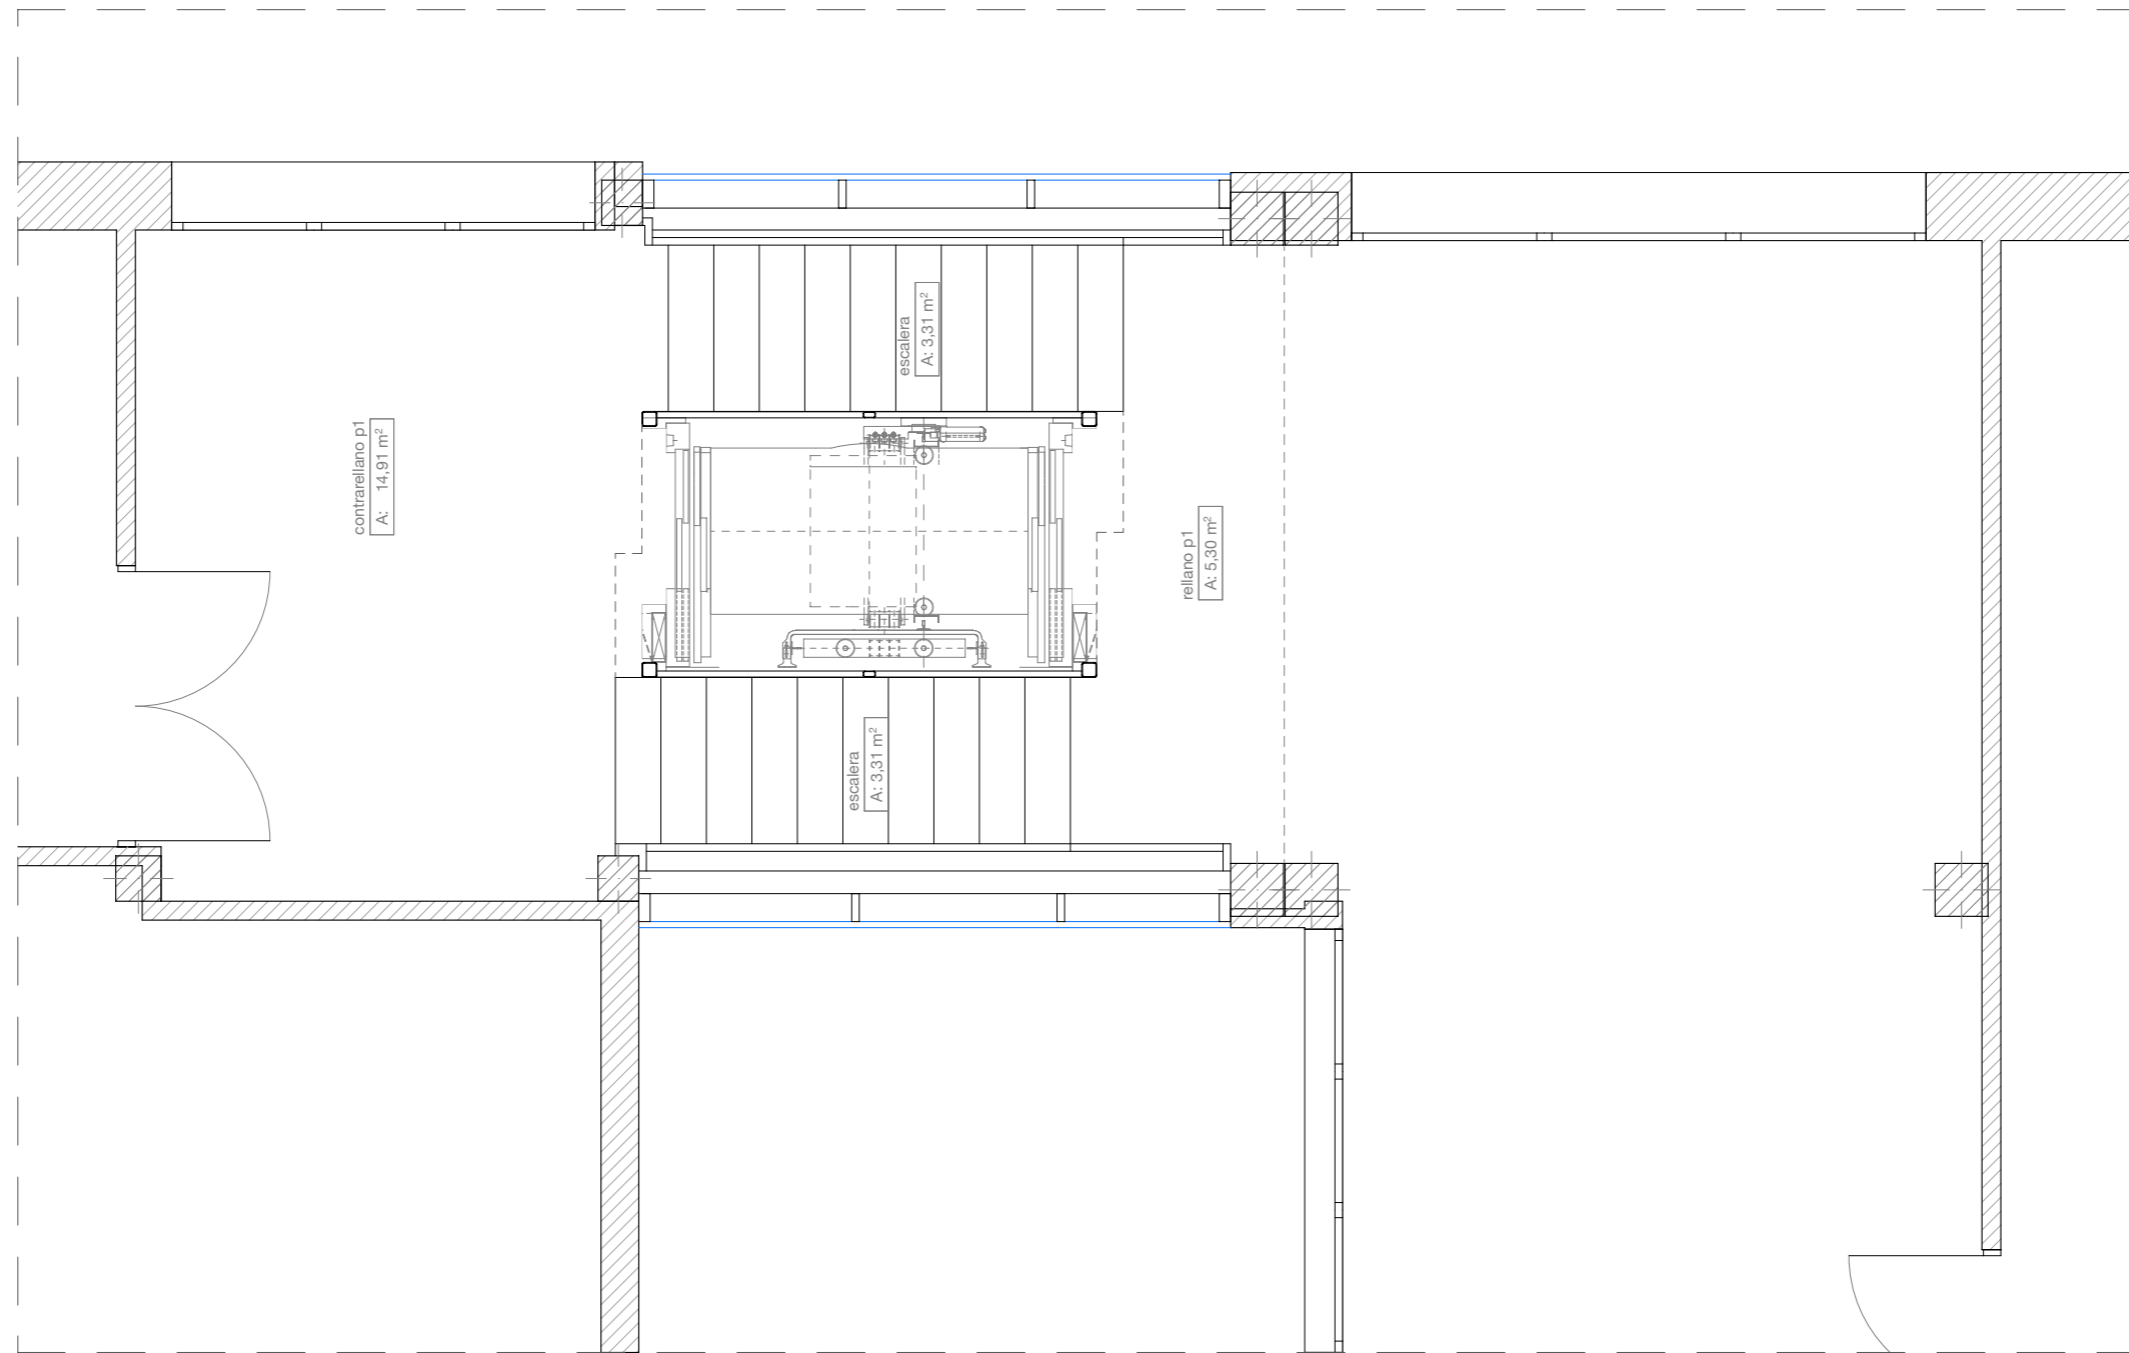 contrarellano p1
A: 14,91 m²
escalera
A: 3,31 m²
rellano p1
A: 5,30 m²
escalera
A: 3,31 m²